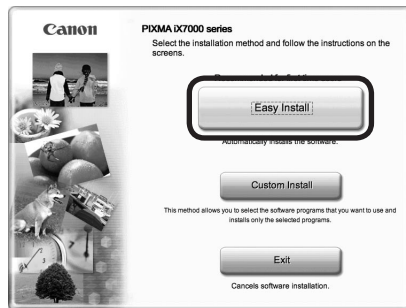 Canon
PIXMA iX7000 series
Select the installation method and follow the instructions on the
screens.
Easy Install
Automatically installs the software.
Custom Install
This method allows you to select the software programs that you want to use and
installs only the selected programs.
Exit
Cancels software installation.